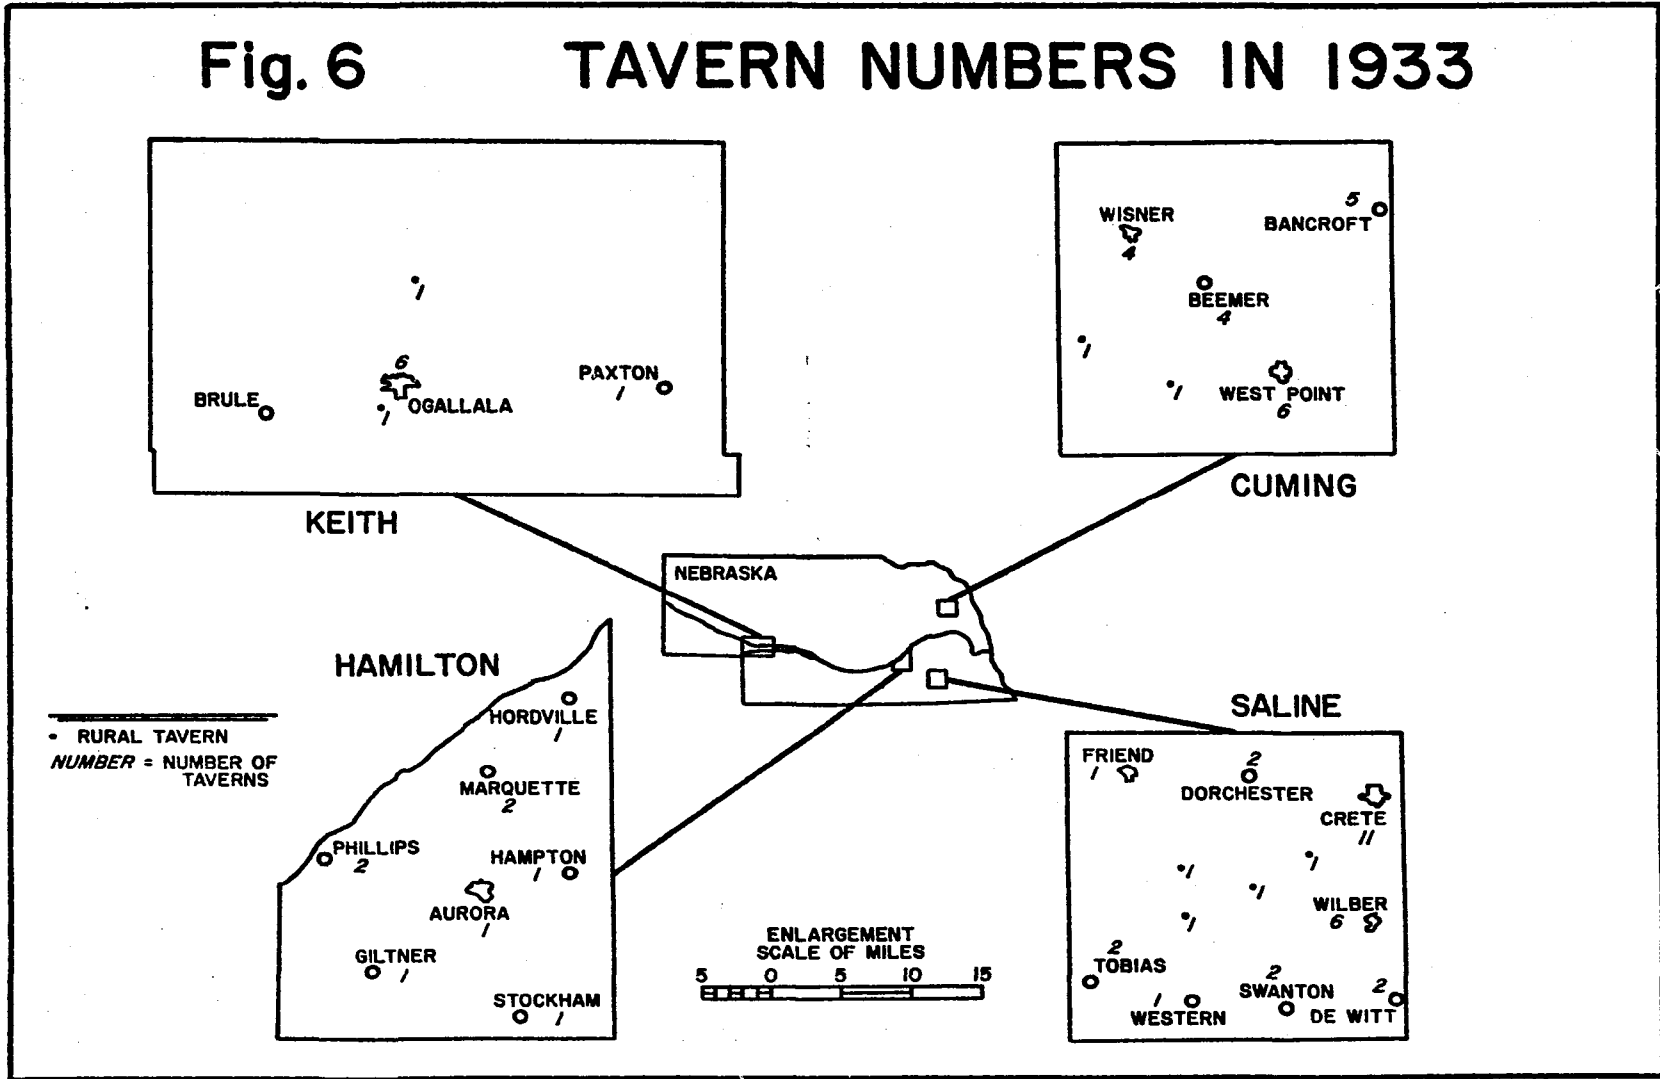 Fig. 6 TAVERN NUMBERS IN 1933
1
6
BRULE
OGALLALA
1
PAXTON
1
KEITH
WISNER
4
5
BANCROFT
BEEMER
4
1
1
WEST POINT
6
CUMING
NEBRASKA
HAMILTON
HORDVILLE
1
MARQUETTE
2
PHILLIPS
2
HAMPTON
1
AURORA
1
GILTNER
1
STOCKHAM
1
• RURAL TAVERN
NUMBER = NUMBER OF
TAVERNS
ENLARGEMENT
SCALE OF MILES
5 0 5 10 15
SALINE
FRIEND
1
2
DORCHESTER
CRETE
11
1
1
1
1
WILBER
6
2
TOBIAS
1
WESTERN
2
SWANTON
2
DE WITT